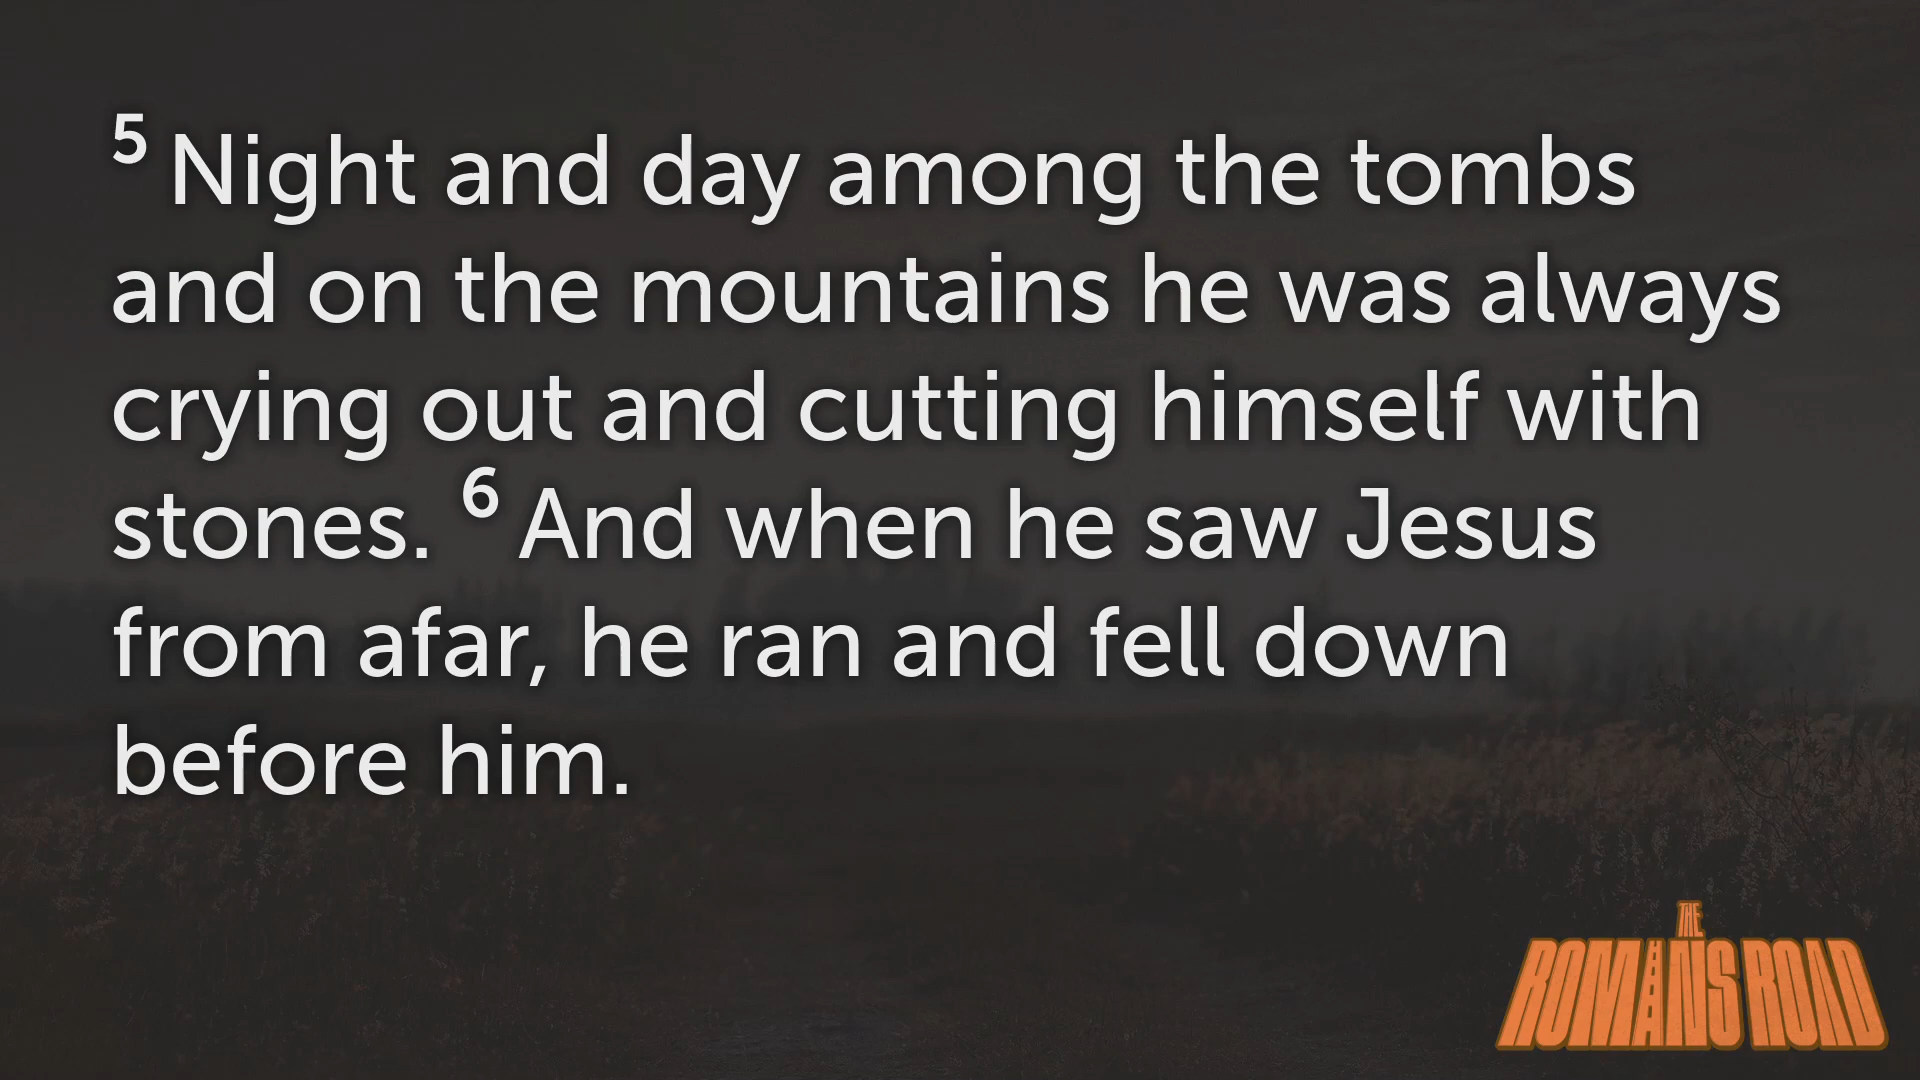 5 Night and day among the tombs
and on the mountains he was always
crying out and cutting himself with
stones. 6 And when he saw Jesus
from afar, he ran and fell down
before him.
THE
ROMANS ROAD